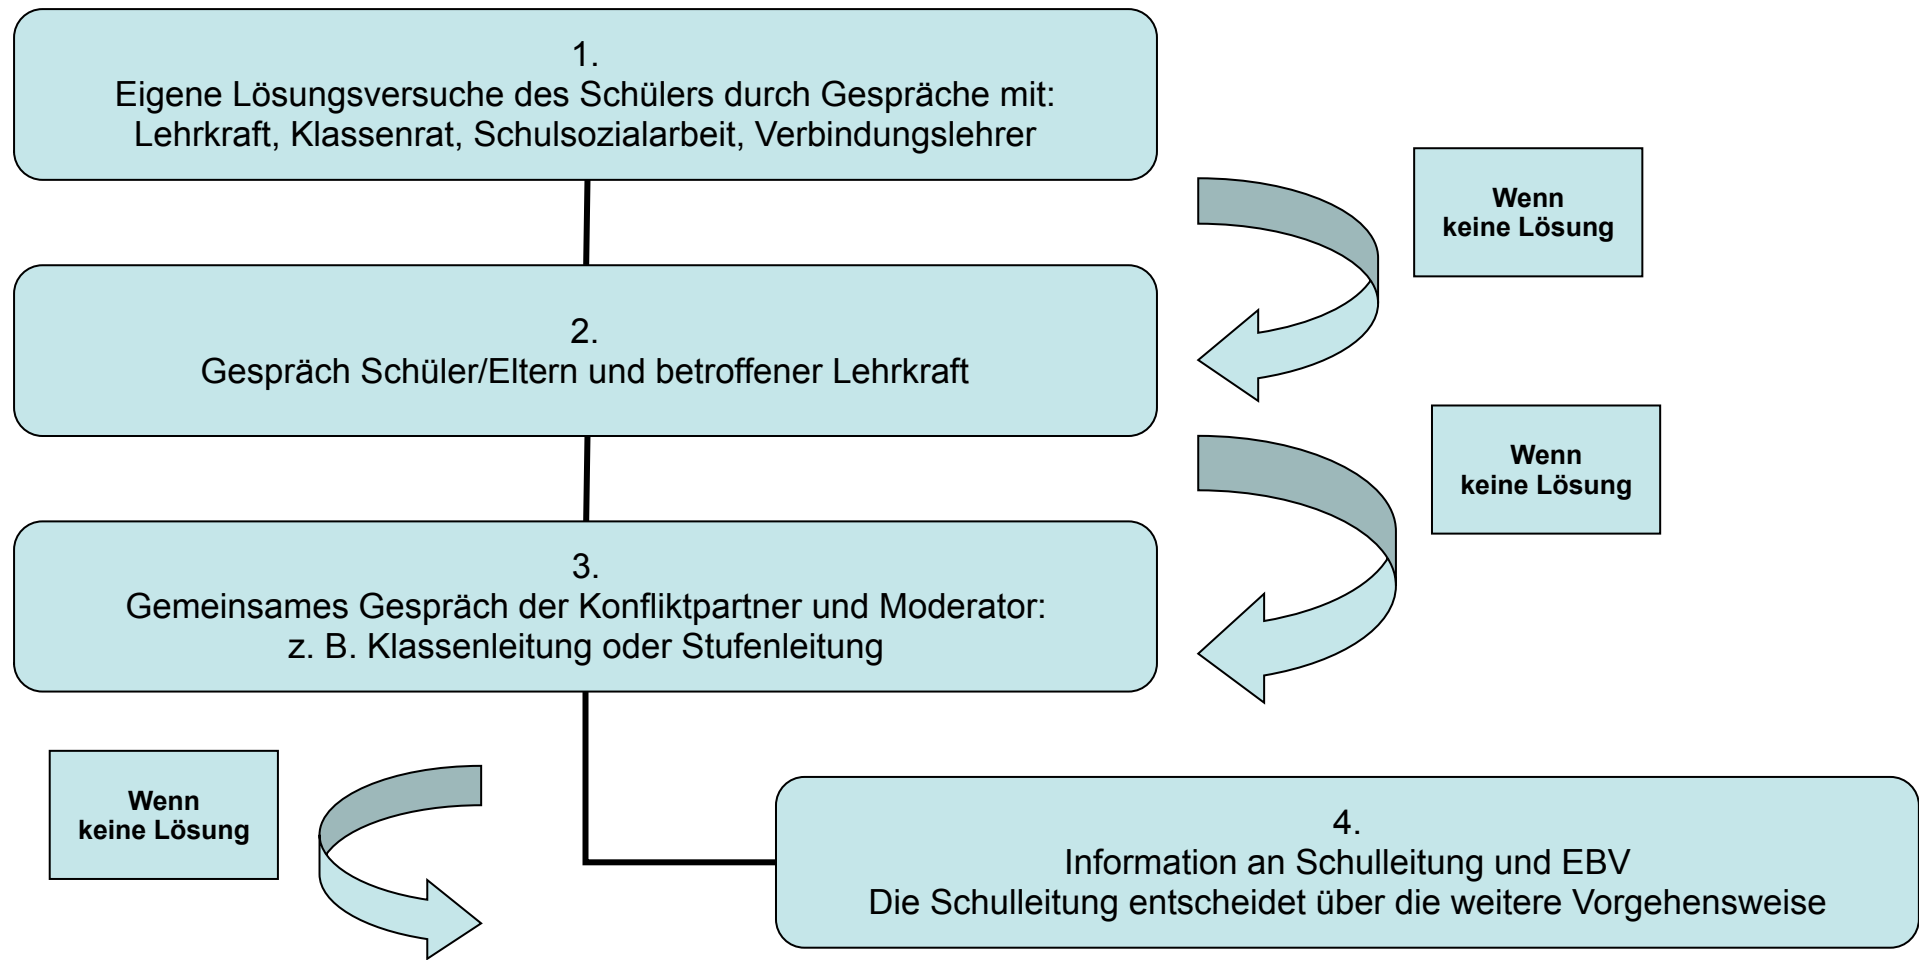 1.
Eigene Lösungsversuche des Schülers durch Gespräche mit:
Lehrkraft, Klassenrat, Schulsozialarbeit, Verbindungslehrer
Wenn
keine Lösung
2.
Gespräch Schüler/Eltern und betroffener Lehrkraft
Wenn
keine Lösung
3.
Gemeinsames Gespräch der Konfliktpartner und Moderator:
z. B. Klassenleitung oder Stufenleitung
Wenn
keine Lösung
4.
Information an Schulleitung und EBV
Die Schulleitung entscheidet über die weitere Vorgehensweise